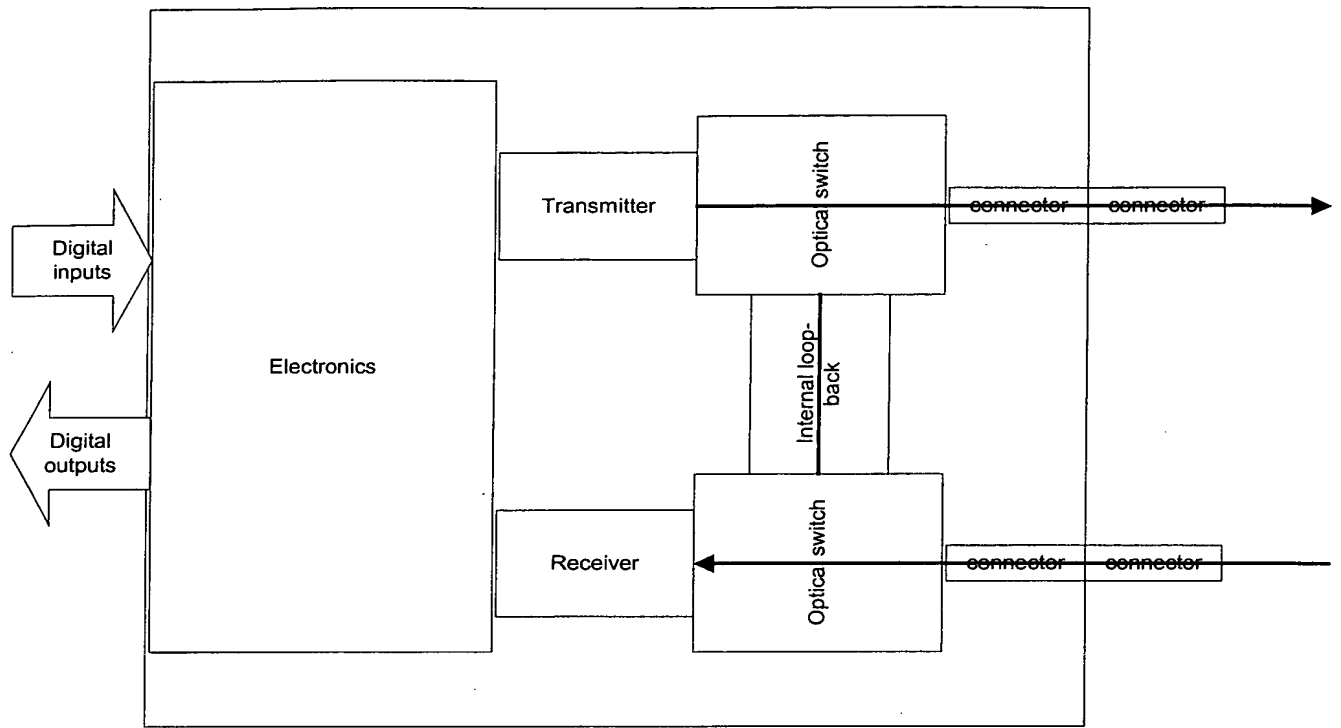 Digital
inputs
Digital
outputs
Electronics
Transmitter
Optical switch
connector
connector
Internal loop-
back
Receiver
Optical switch
connector
connector